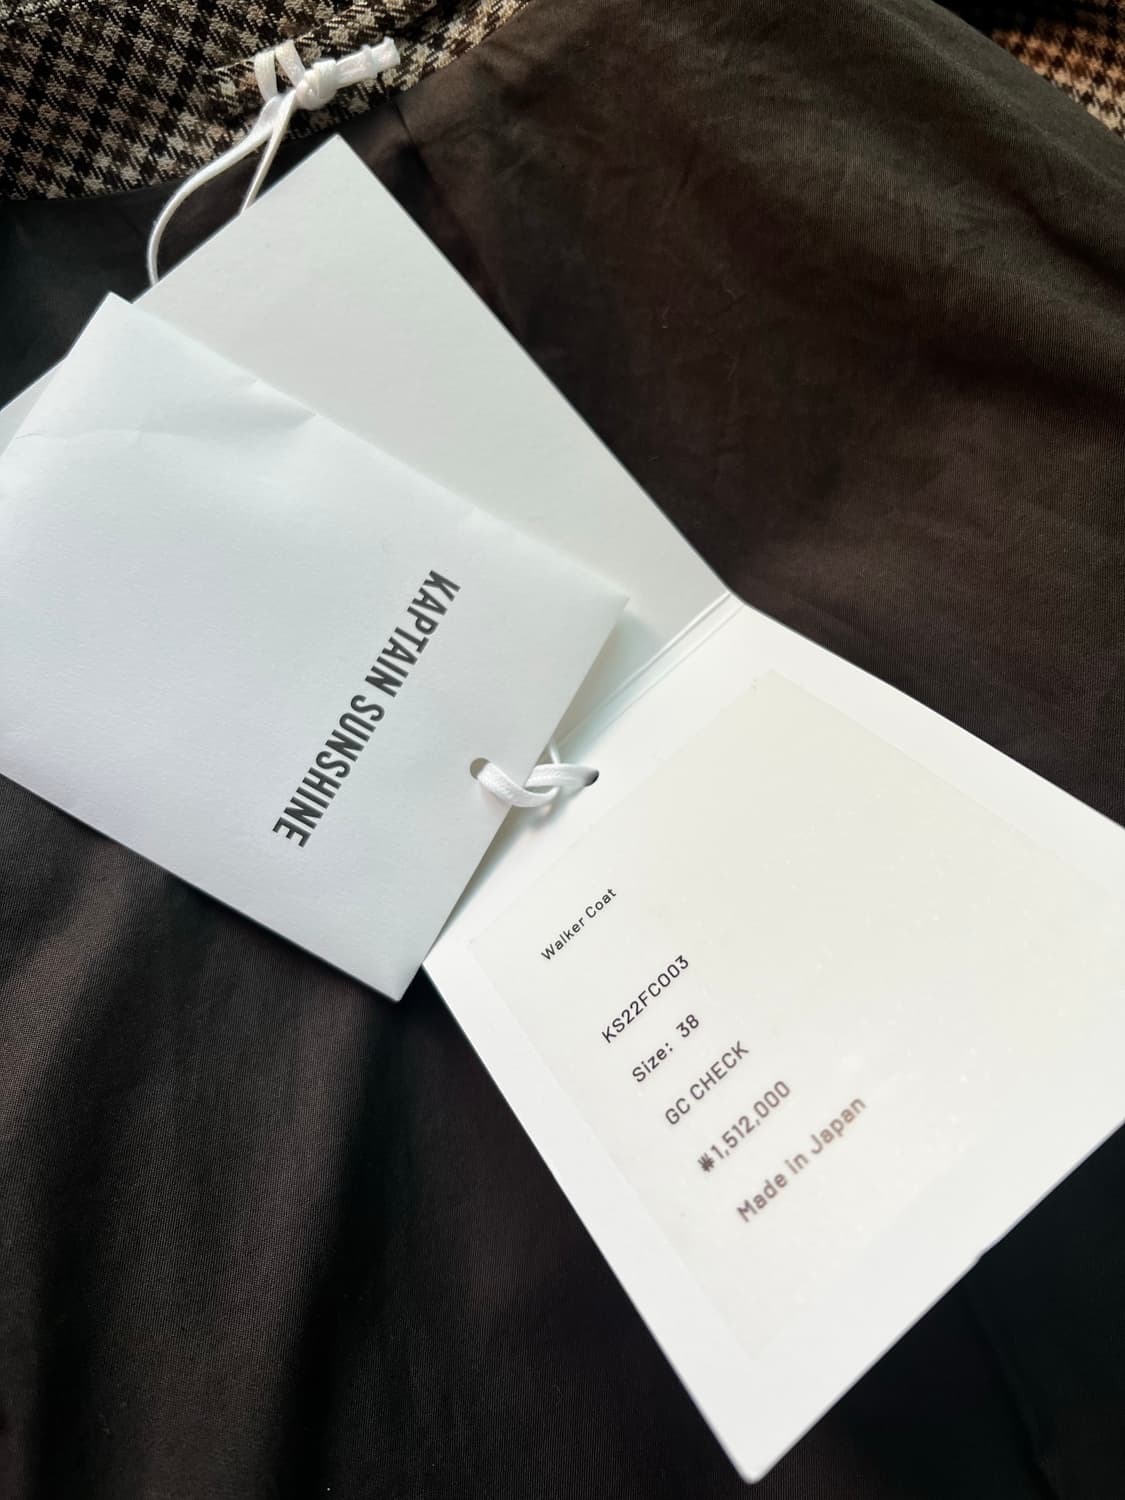 KAPTAIN SUNSHINE
Walker Coat
KS22FCO03
Size: 38
GC CHECK
₩1,512,000
Made in Japan